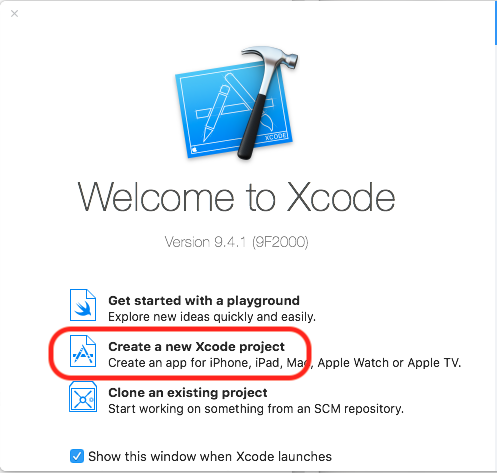 XCODE
Welcome to Xcode
Version 9.4.1 (9F2000)
Get started with a playground
Explore new ideas quickly and easily.
Create a new Xcode project
Create an app for iPhone, iPad, Mac, Apple Watch or Apple TV.
Clone an existing project
Start working on something from an SCM repository.
Show this window when Xcode launches